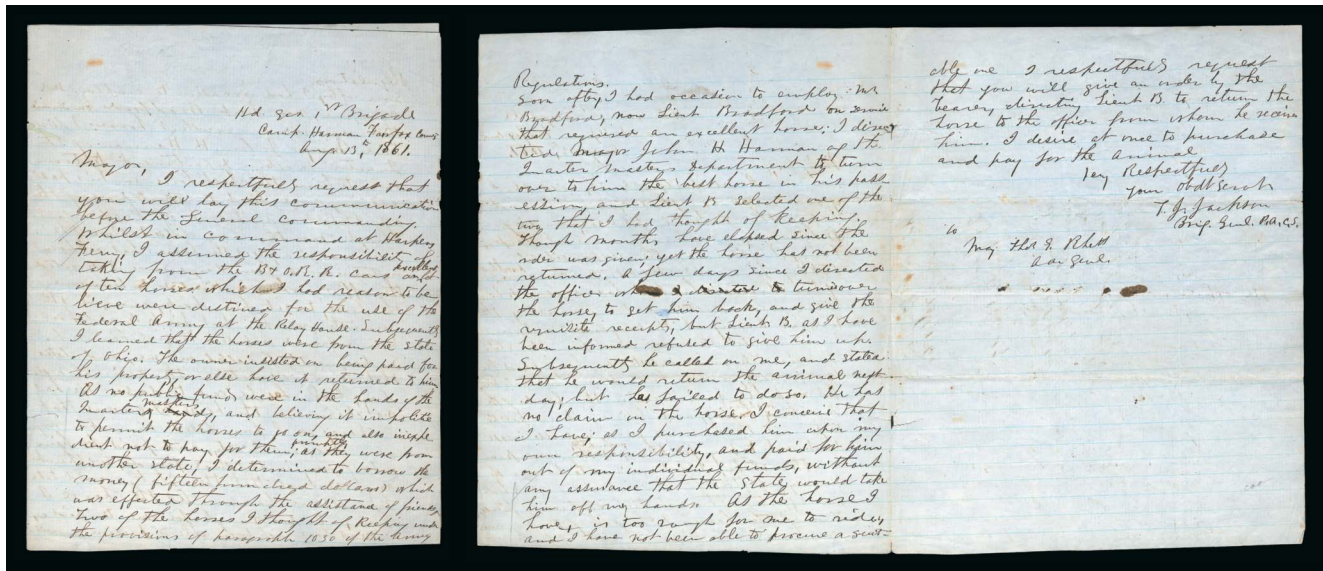 Hd Qrs. 1st Brigade
Camp Harman Fairfax
Aug 13th, 1861.
Major,
I respectfully request that
you will lay this communication
before the General commanding.
Whilst in command at Harpers
Ferry, I assumed the responsibility of
taking from the B & O. R. R. cars
of ten horses which I had reason to be
lieve were destined for the use of the
Federal Army at the Relay House. Subsequently
I learned that the horses were from the State
of Ohio. The owner insisted on being paid for
his property or else have it returned to him
As no public funds were in the hands of the
Quarter master, and believing it impolitic
to permit the horses to go on, and also inexpe
dient not to pay for them promptly, as they were from
another state, I determined to borrow the
money (fifteen hundred dollars) which
was effected through the assistance of friends
Two of the horses I thought of keeping under
the provisions of paragraph 1030 of the Army
Regulations.
Soon after, I had occasion to employ Mr
Bradford, now Lieut Bradford on service
that required an excellent horse; I direc
ted Major John H Harman of the
Quarter Masters Department to turn
over to him the best horse in his poss
ession, and Lieut B selected one of the
two that I had thought of keeping.
Though months have elapsed since the
order was given, yet the horse has not been
returned. A few days since I directed
the officer to turn over
the horse, to get him back, and give the
requisite receipts, but Lieut B. as I have
been informed refused to give him up.
Subsequently he called on me, and stated
that he would return the animal next
day; but has failed to do so. He has
no claim on the horse. I conceive that
I have; as I purchased him upon my
own responsibility, and paid for him
out of my individual funds, without
any assurance that the State would take
him off my hands. As the horse I
have, is too rough for me to ride,
and I have not been able to procure a suit-
able one I respectfully request
that you will give an order by the
bearer, directing Lieut B. to return the
horse to the officer from whom he received
him. I desire at once to purchase
and pay for the animal
Very Respectfully
your obdt servt
T. J. Jackson
Brig. Genl. P.A.C.S.
To
Maj Thos G. Rhett
A. A. Genl.